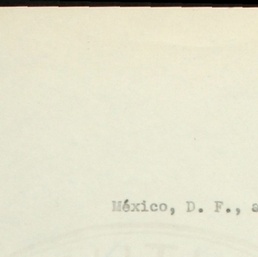 México, D. F., a